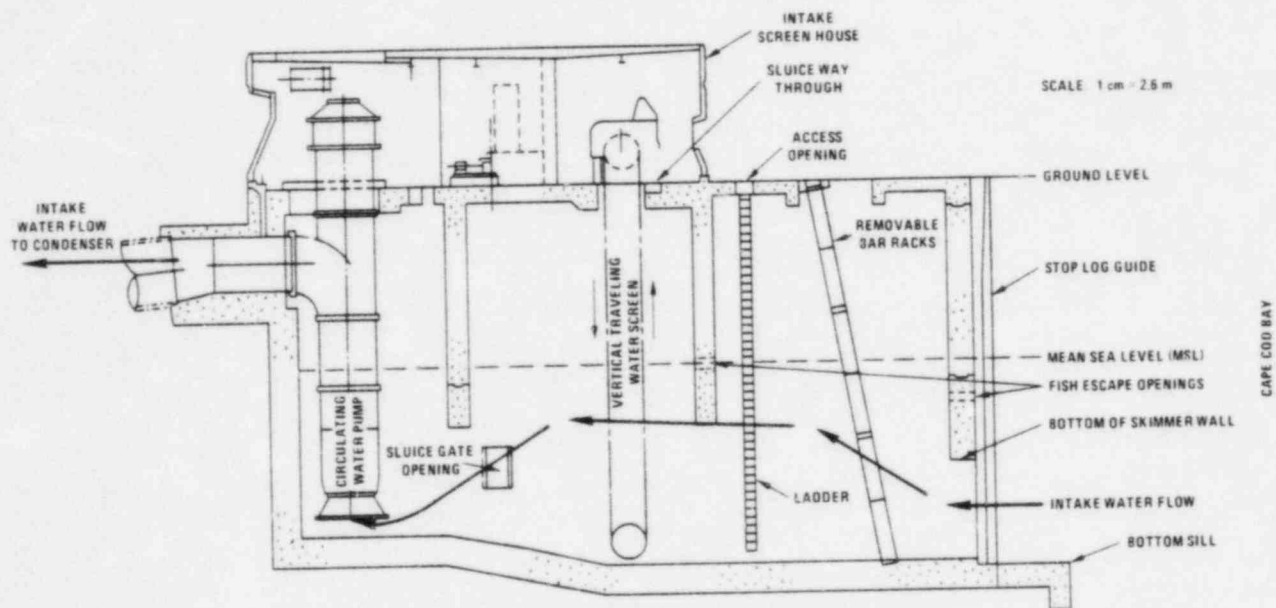 INTAKE
SCREEN HOUSE
SLUICE WAY
THROUGH
SCALE 1 cm = 2.6 m
ACCESS
OPENING
GROUND LEVEL
INTAKE
WATER FLOW
TO CONDENSER
REMOVABLE
BAR RACKS
STOP LOG GUIDE
VERTICAL TRAVELING
WATER SCREEN
MEAN SEA LEVEL (MSL)
FISH ESCAPE OPENINGS
CAPE COD BAY
CIRCULATING
WATER PUMP
SLUICE GATE
OPENING
BOTTOM OF SKIMMER WALL
LADDER
INTAKE WATER FLOW
BOTTOM SILL